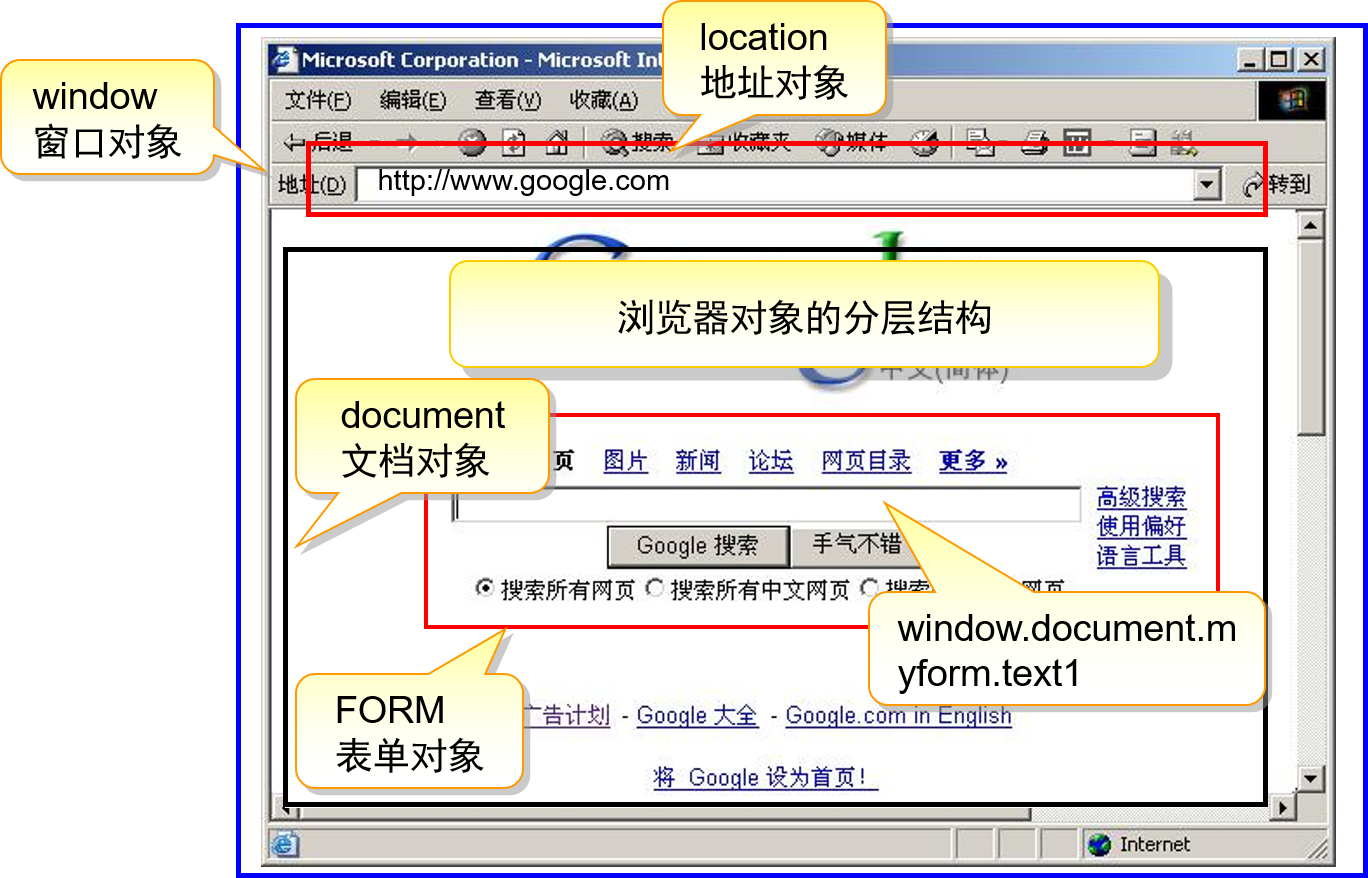 location
地址对象
Microsoft Corporation - Microsoft Int
window
窗口对象
文件(F) 编辑(E) 查看(V) 收藏(A)
后退 搜索 收藏夹 媒体
地址(D) http://www.google.com 转到
浏览器对象的分层结构
中文(简体)
document
文档对象
页 图片 新闻 论坛 网页目录 更多 »
高级搜索
使用偏好
语言工具
Google 搜索 手气不错
搜索所有网页 搜索所有中文网页 搜索 网页
window.document.m
yform.text1
FORM
表单对象
广告计划 - Google 大全 - Google.com in English
将 Google 设为首页!
Internet